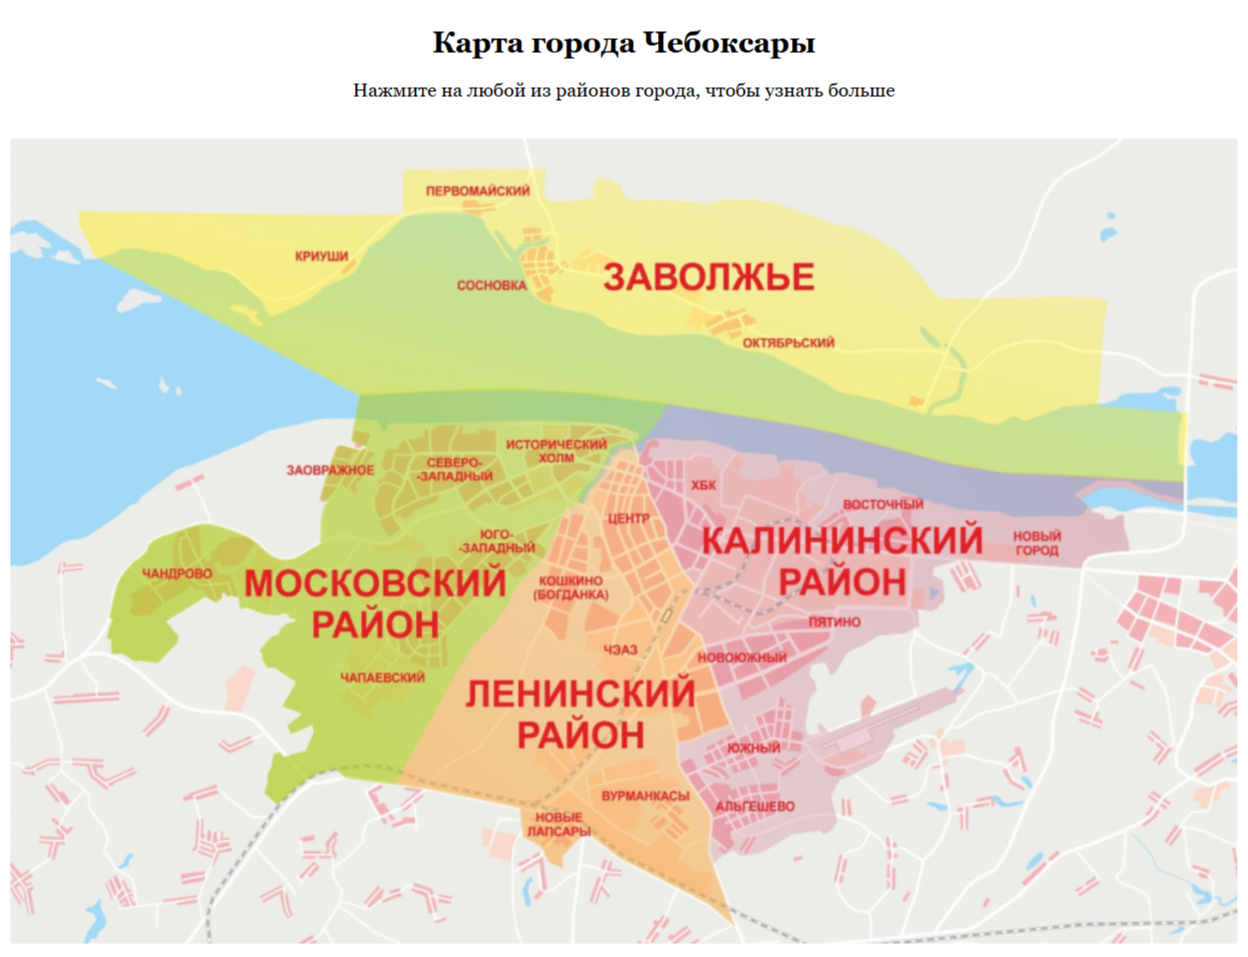 Карта города Чебоксары
Нажмите на любой из районов города, чтобы узнать больше
ПЕРВОМАЙСКИЙ
КРИУШИ
СОСНОВКА
ЗАВОЛЖЬЕ
ОКТЯБРЬСКИЙ
ИСТОРИЧЕСКИЙ
ХОЛМ
ЗАОВРАЖНОЕ
СЕВЕРО-
-ЗАПАДНЫЙ
ХБК
ВОСТОЧНЫЙ
ЦЕНТР
ЮГО-
-ЗАПАДНЫЙ
КАЛИНИНСКИЙ
РАЙОН
НОВЫЙ
ГОРОД
ЧАНДРОВО
МОСКОВСКИЙ
РАЙОН
КОШКИНО
(БОГДАНКА)
ПЯТИНО
ЧЭАЗ
НОВОЮЖНЫЙ
ЧАПАЕВСКИЙ
ЛЕНИНСКИЙ
РАЙОН
ЮЖНЫЙ
ВУРМАНКАСЫ
АЛЬГЕШЕВО
НОВЫЕ
ЛАПСАРЫ